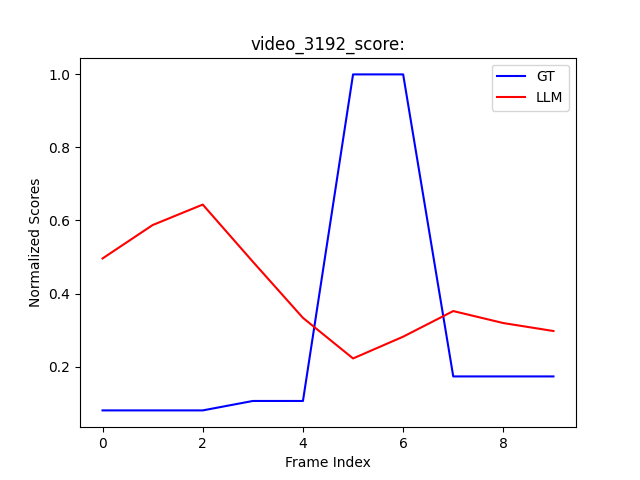 video_3192_score:
GT
LLM
1.0
0.8
0.6
0.4
0.2
Normalized Scores
0 2 4 6 8
Frame Index